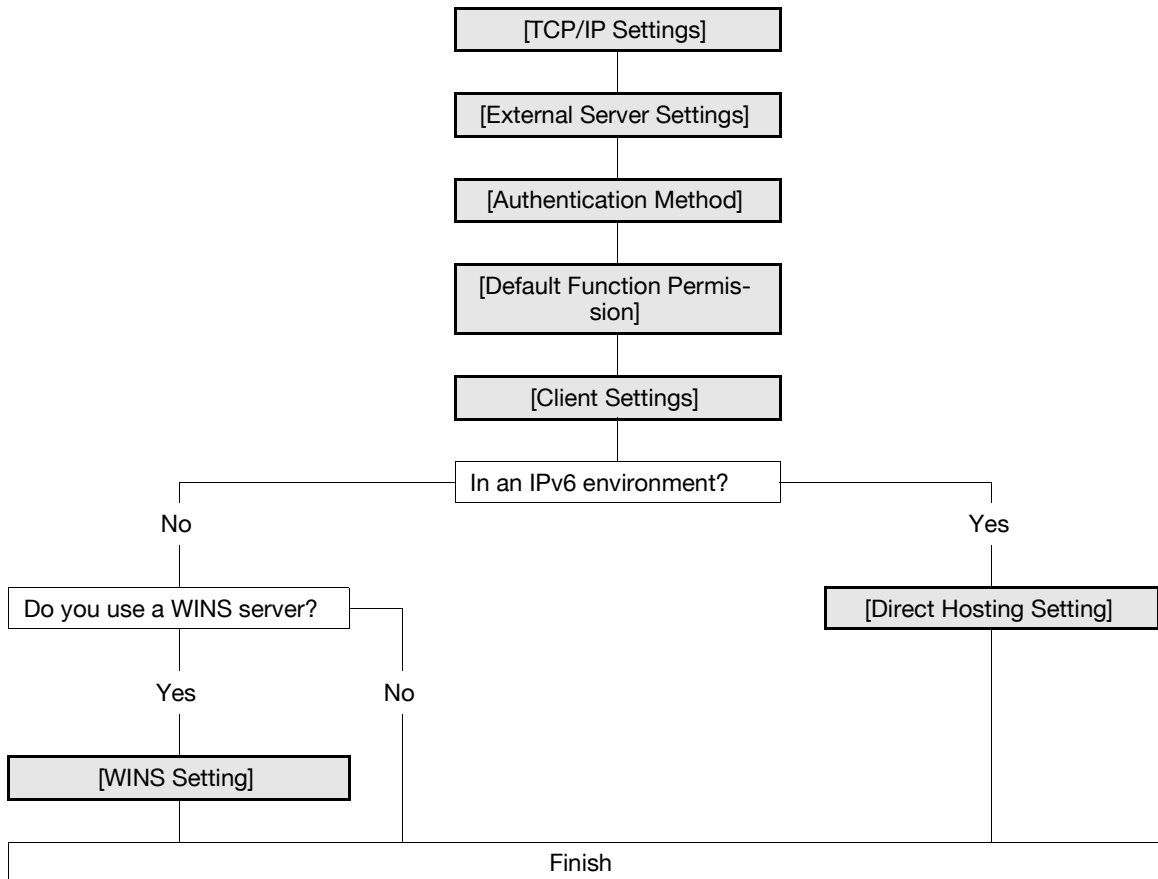 [TCP/IP Settings]
[External Server Settings]
[Authentication Method]
[Default Function Permis-
sion]
[Client Settings]
In an IPv6 environment?
No
Yes
Do you use a WINS server?
[Direct Hosting Setting]
Yes
No
[WINS Setting]
Finish